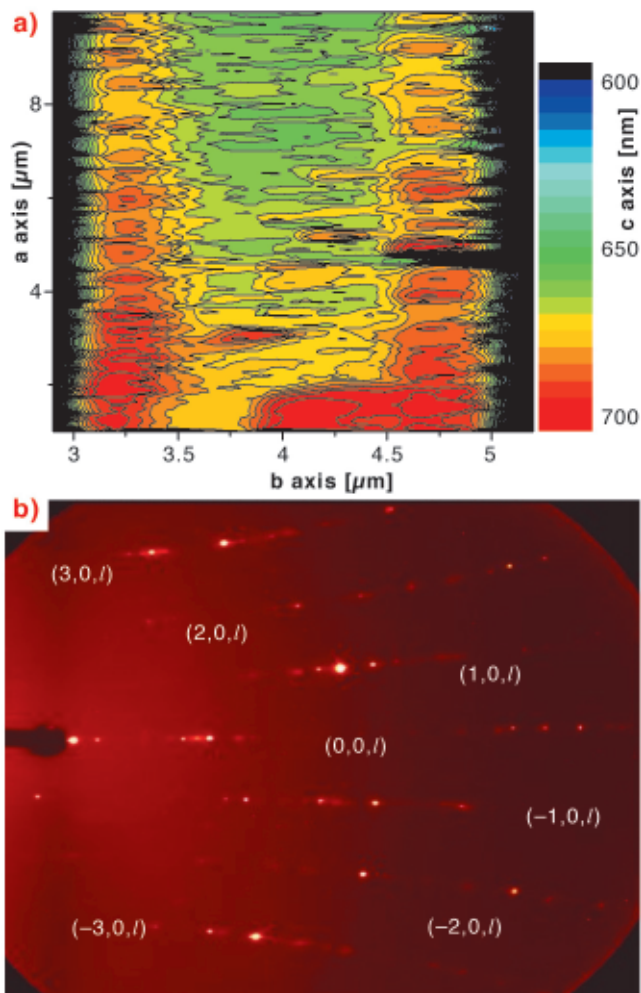 a)
a axis [µm]
8
4
3
3.5
4
4.5
5
b axis [µm]
600
650
700
c axis [nm]
b)
(3,0,l)
(2,0,l)
(1,0,l)
(0,0,l)
(–1,0,l)
(–3,0,l)
(–2,0,l)